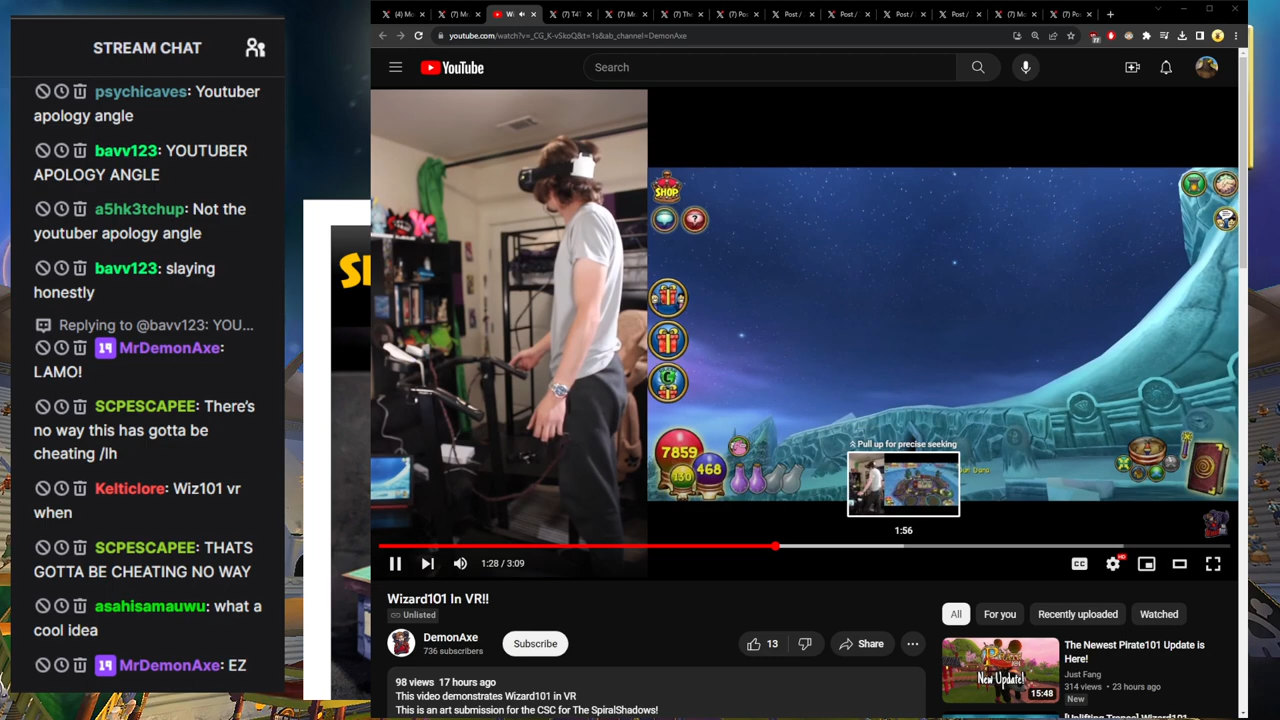 STREAM CHAT
psychicaves: Youtuber
apology angle
bavv123: YOUTUBER
APOLOGY ANGLE
a5hk3tchup: Not the
youtuber apology angle
bavv123: slaying
honestly
Replying to @bavv123: YOU...
19 MrDemonAxe:
LAMO!
SCPESCAPEE: There's
no way this has gotta be
cheating /lh
Kelticlore: Wiz101 vr
when
SCPESCAPEE: THATS
GOTTA BE CHEATING NO WAY
asahisamauwu: what a
cool idea
19 MrDemonAxe: EZ
youtube.com/watch?v=_CG_K-vSkoQ&t=1s&ab_channel=DemonAxe
YouTube
Search
SHOP
7859
130
468
Pull up for precise seeking
1:56
1:28 / 3:09
CC
HD
Wizard101 In VR!!
Unlisted
DemonAxe
736 subscribers
Subscribe
13
Share
98 views 17 hours ago
This video demonstrates Wizard101 in VR
This is an art submission for the CSC for The SpiralShadows!
All
For you
Recently uploaded
Watched
New Update!
15:48
The Newest Pirate101 Update is
Here!
Just Fang
314 views • 23 hours ago
New